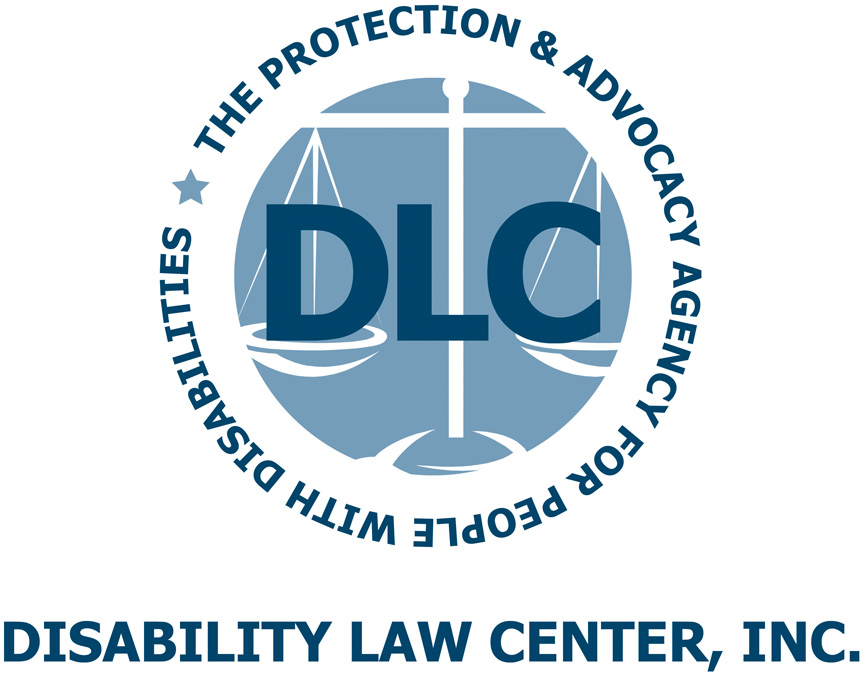 THE PROTECTION & ADVOCACY AGENCY FOR PEOPLE WITH DISABILITIES
DLC
DISABILITY LAW CENTER, INC.